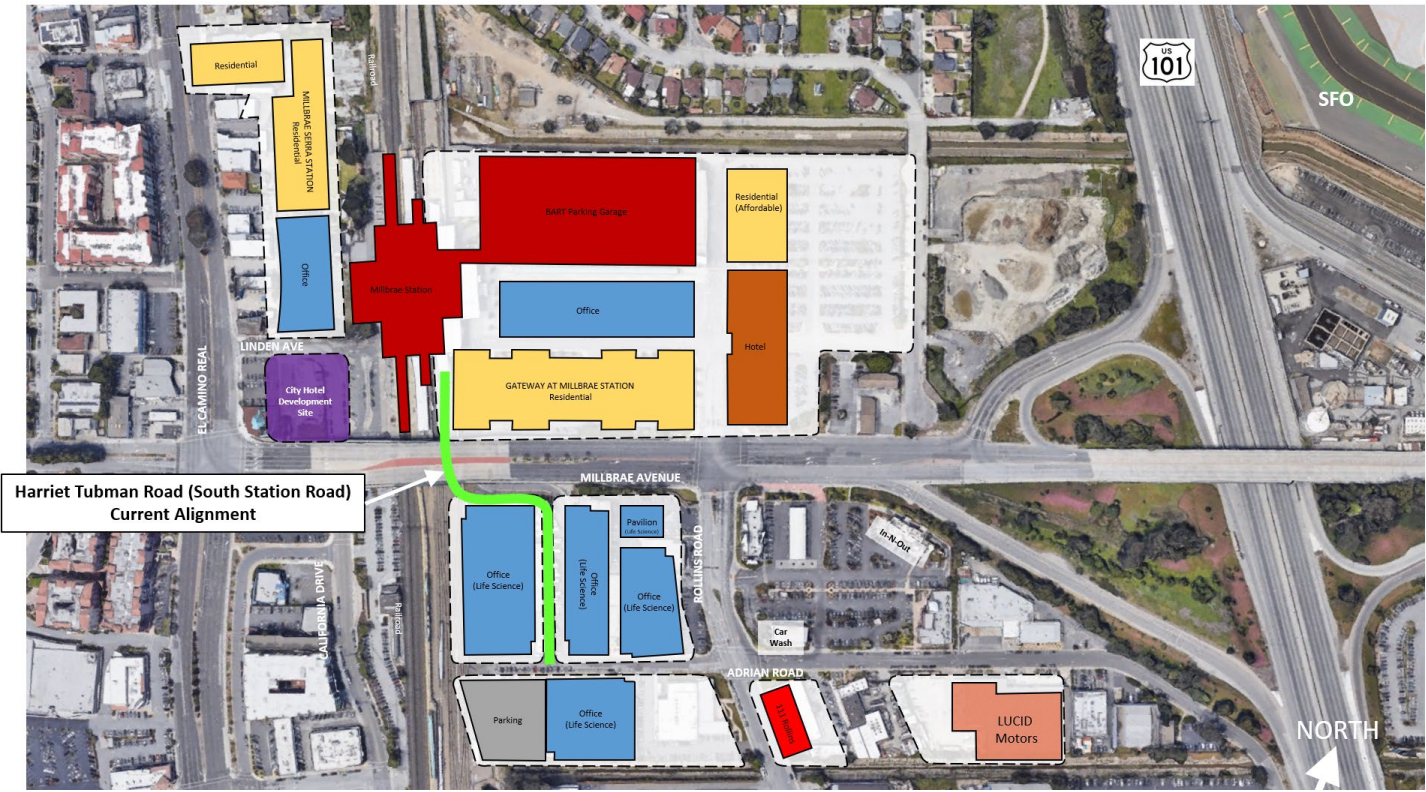 Residential
MILLBRAE SERRA STATION
Residential
Railroad
US
101
SFO
BART Parking Garage
Residential
(Affordable)
Office
Millbrae Station
Office
Hotel
LINDEN AVE
EL CAMINO REAL
City Hotel
Development
Site
GATEWAY AT MILLBRAE STATION
Residential
MILLBRAE AVENUE
Harriet Tubman Road (South Station Road)
Current Alignment
Office
(Life Science)
Office
(Life Science)
Pavilion
(Life Science)
Office
(Life Science)
ROLLINS ROAD
In-N-Out
CALIFORNIA DRIVE
Railroad
Car
Wash
ADRIAN ROAD
Parking
Office
(Life Science)
111 Rollins
LUCID
Motors
NORTH